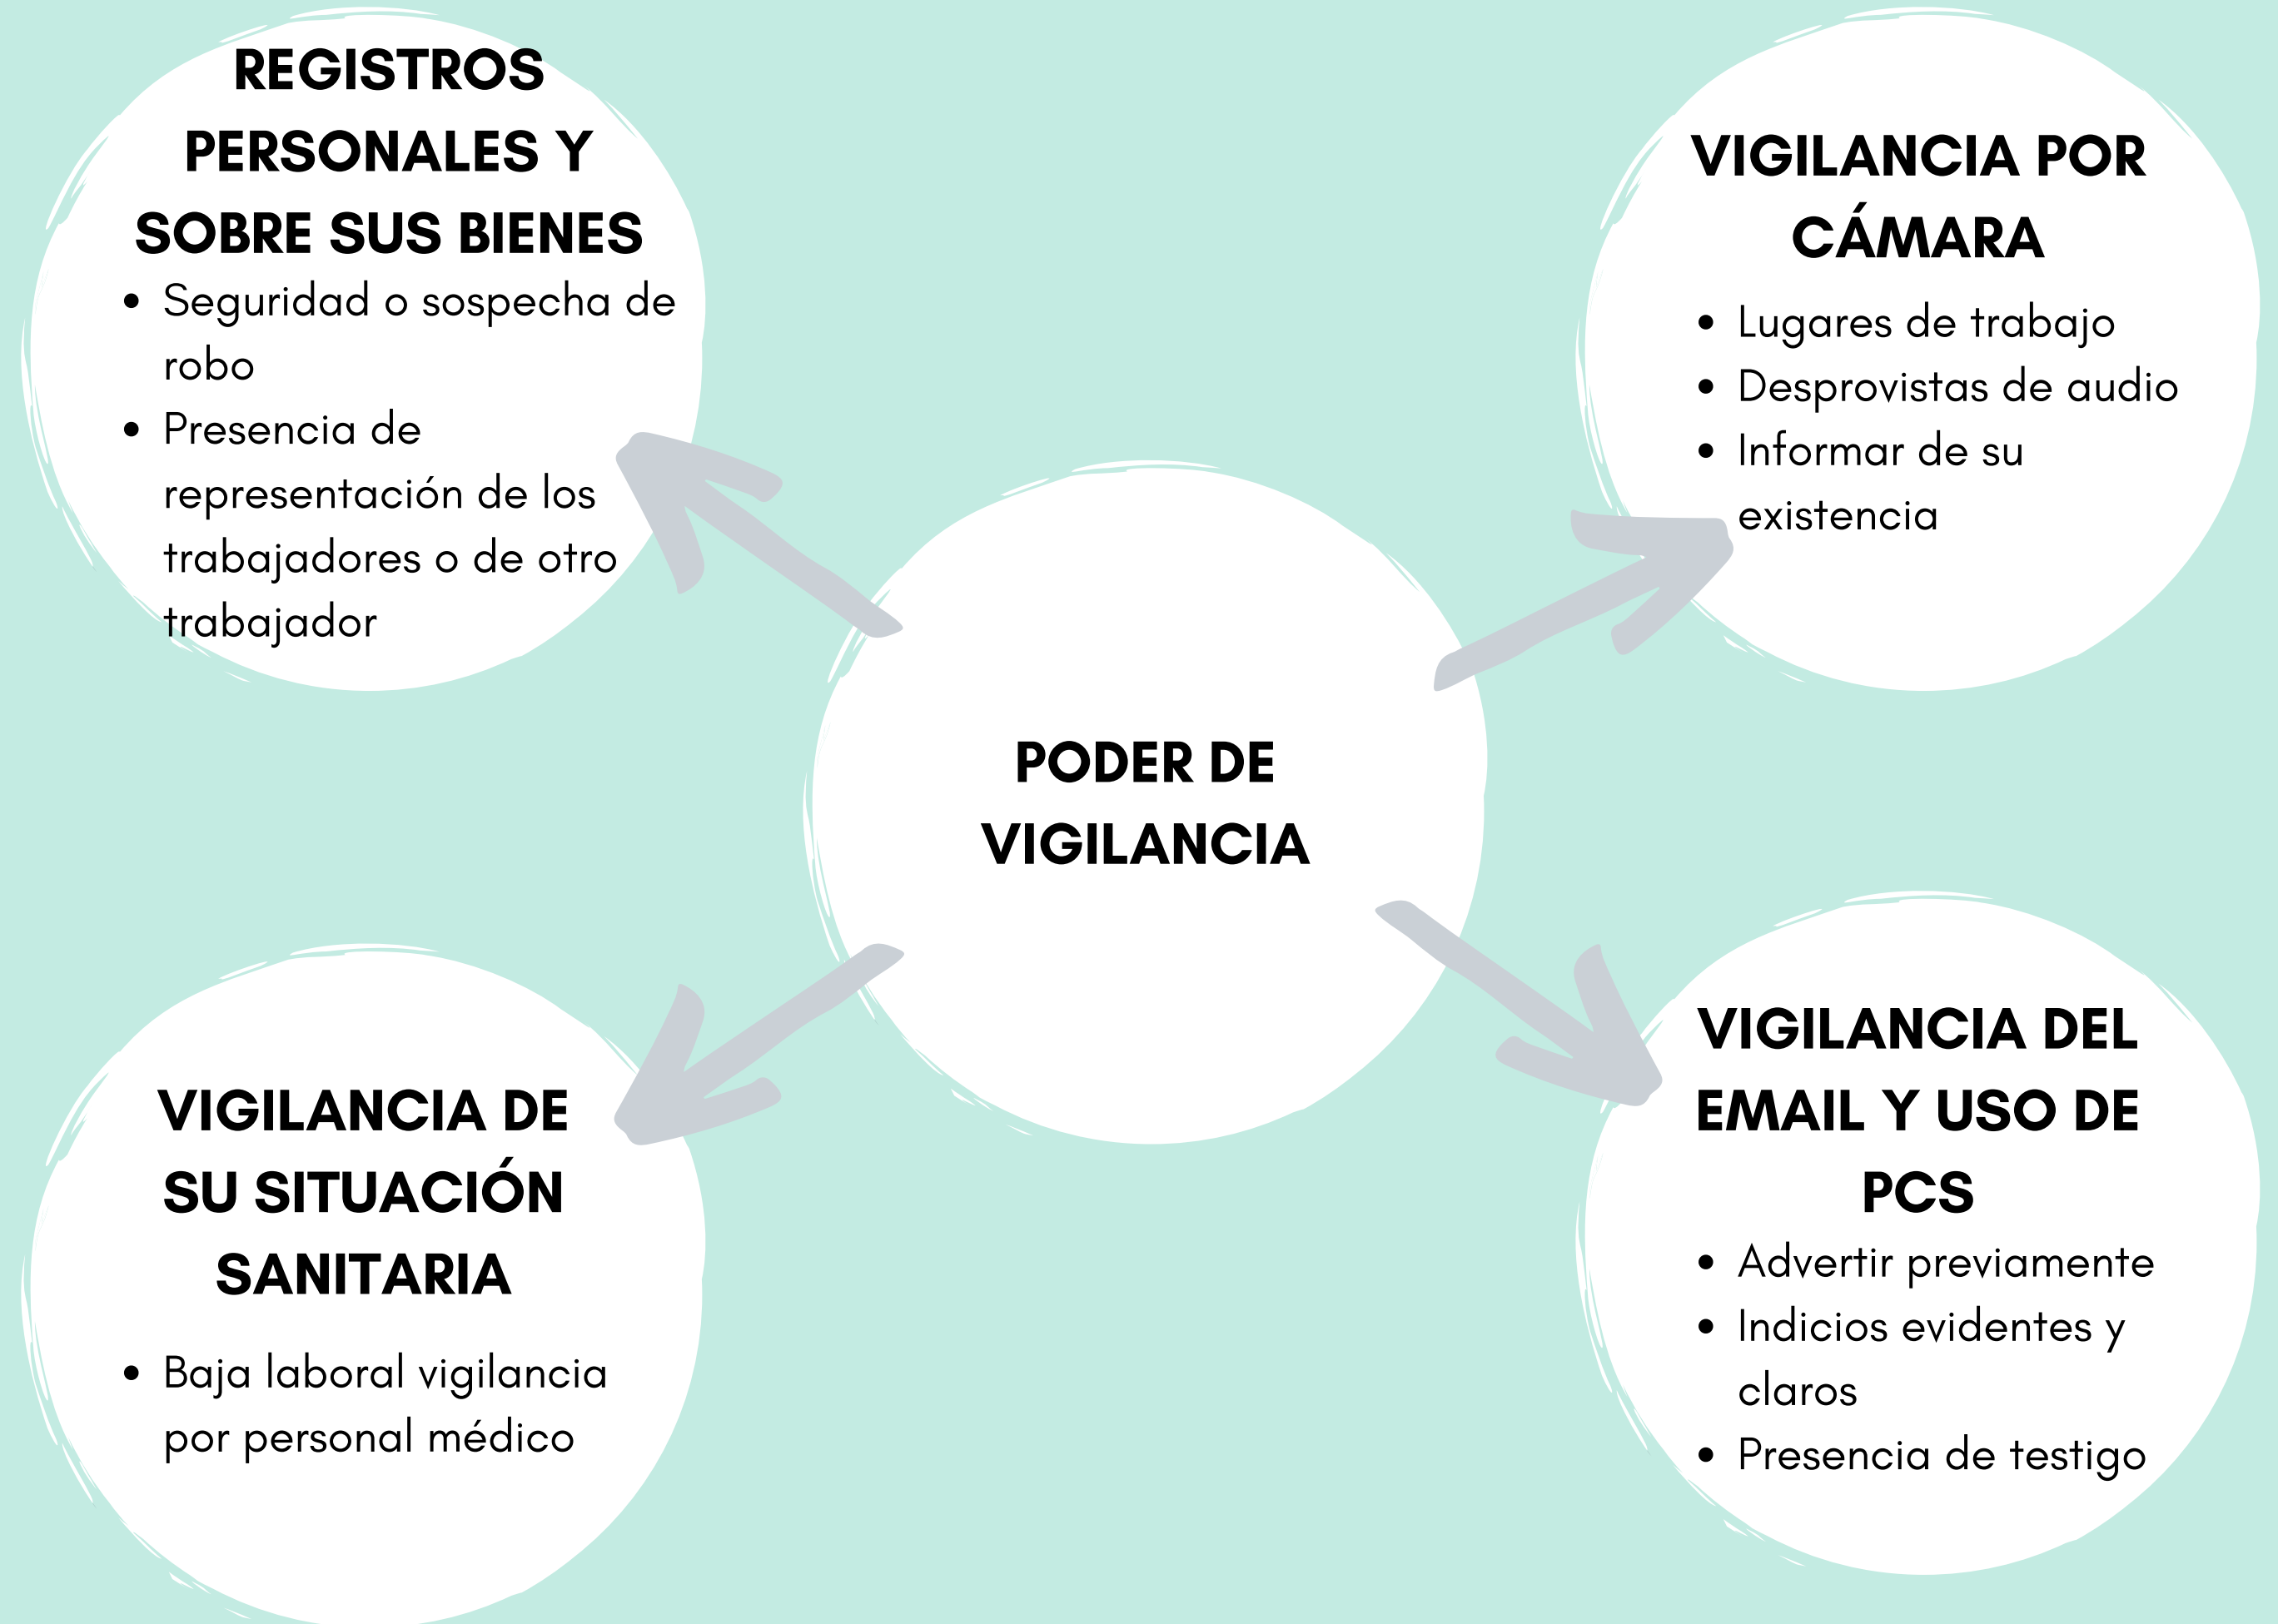 REGISTROS
PERSONALES Y
SOBRE SUS BIENES
• Seguridad o sospecha de
robo
• Presencia de
representación de los
trabajadores o de otro
trabajador
VIGILANCIA POR
CÁMARA
• Lugares de trabajo
• Desprovistas de audio
• Informar de su
existencia
PODER DE
VIGILANCIA
VIGILANCIA DE
SU SITUACIÓN
SANITARIA
• Baja laboral vigilancia
por personal médico
VIGILANCIA DEL
EMAIL Y USO DE
PCS
• Advertir previamente
• Indicios evidentes y
claros
• Presencia de testigo